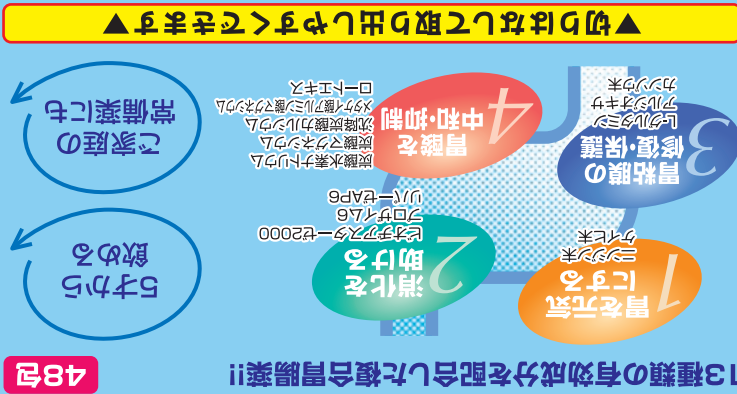 13種類の有効成分を配合した複合胃腸薬!!
48包
1
胃を元気
にする
ニンジン末
ケイヒ末
2
消化を
助ける
ビオヂアスターゼ2000
プロザイム6
リパーゼAP6
5才から
飲める
3
胃粘膜の
修復・保護
L-グルタミン
アルジオキサ
カンゾウ末
4
胃酸を
中和・抑制
炭酸水素ナトリウム
炭酸マグネシウム
沈降炭酸カルシウム
メタケイ酸アルミン酸マグネシウム
ロートエキス
ご家庭の
常備薬にも
▲切りはなして取り出しやすくできます▲